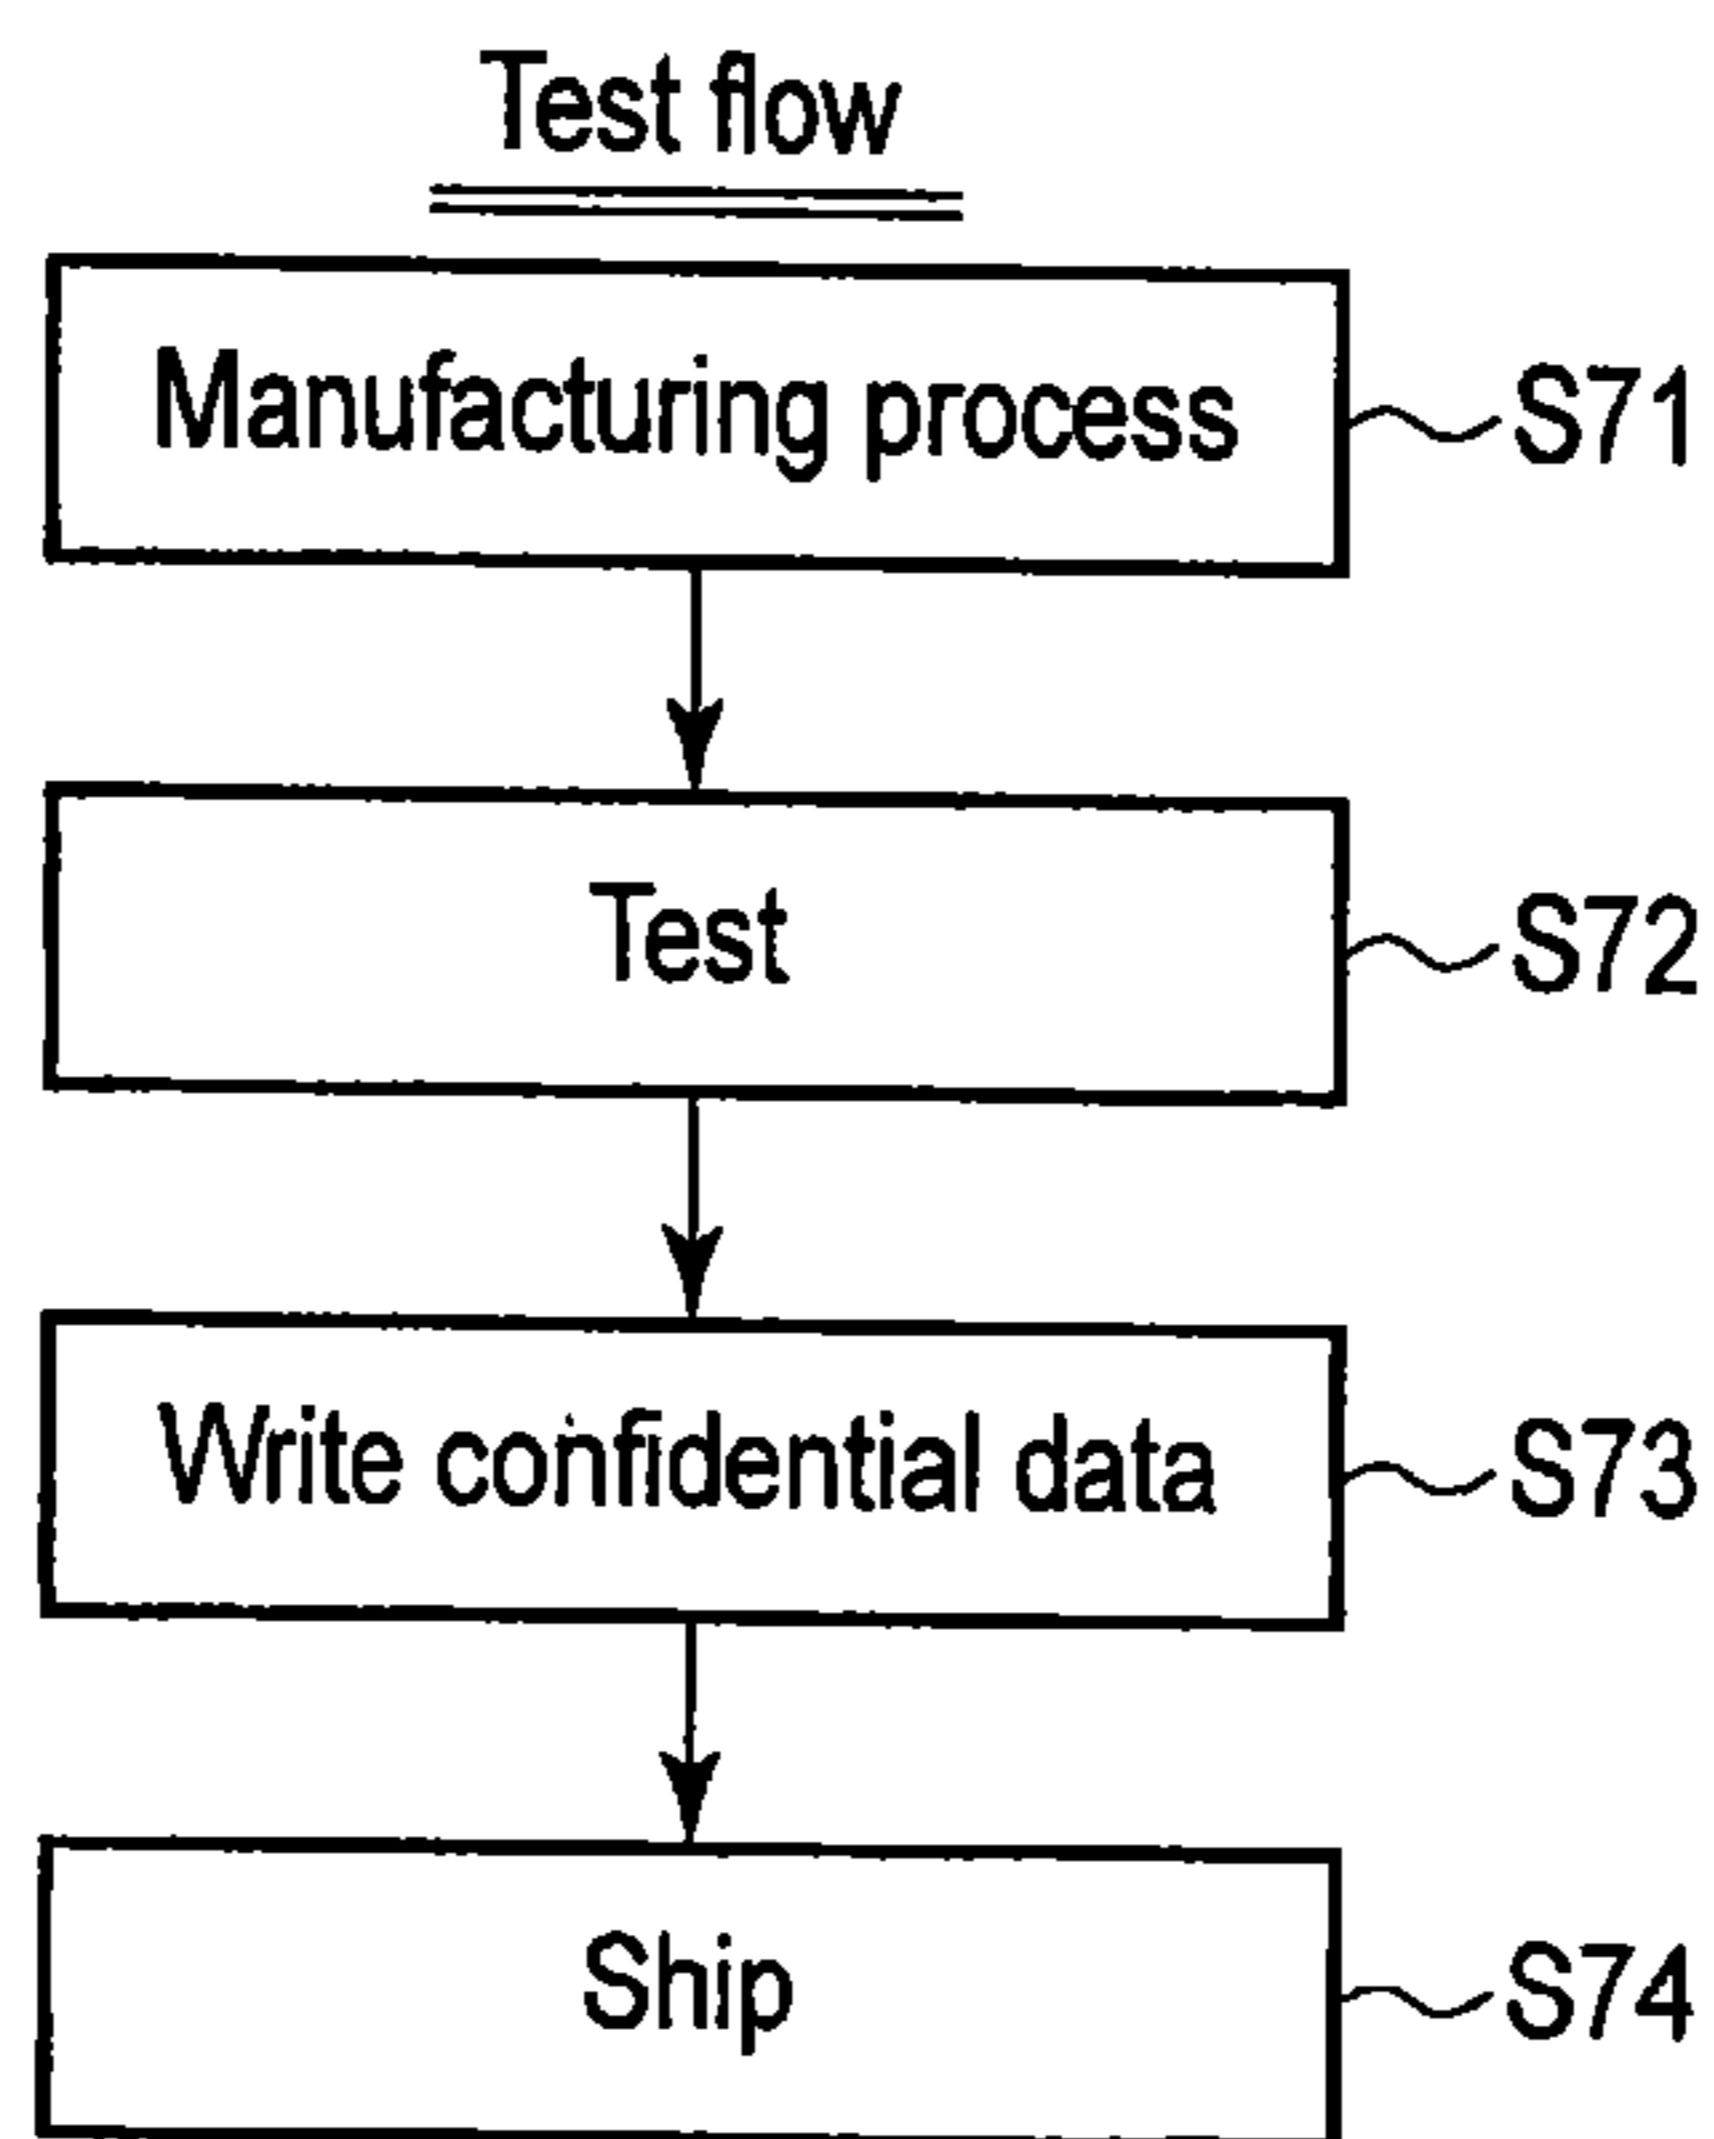 Test flow
Manufacturing process
S71
Test
S72
Write confidential data
S73
Ship
S74